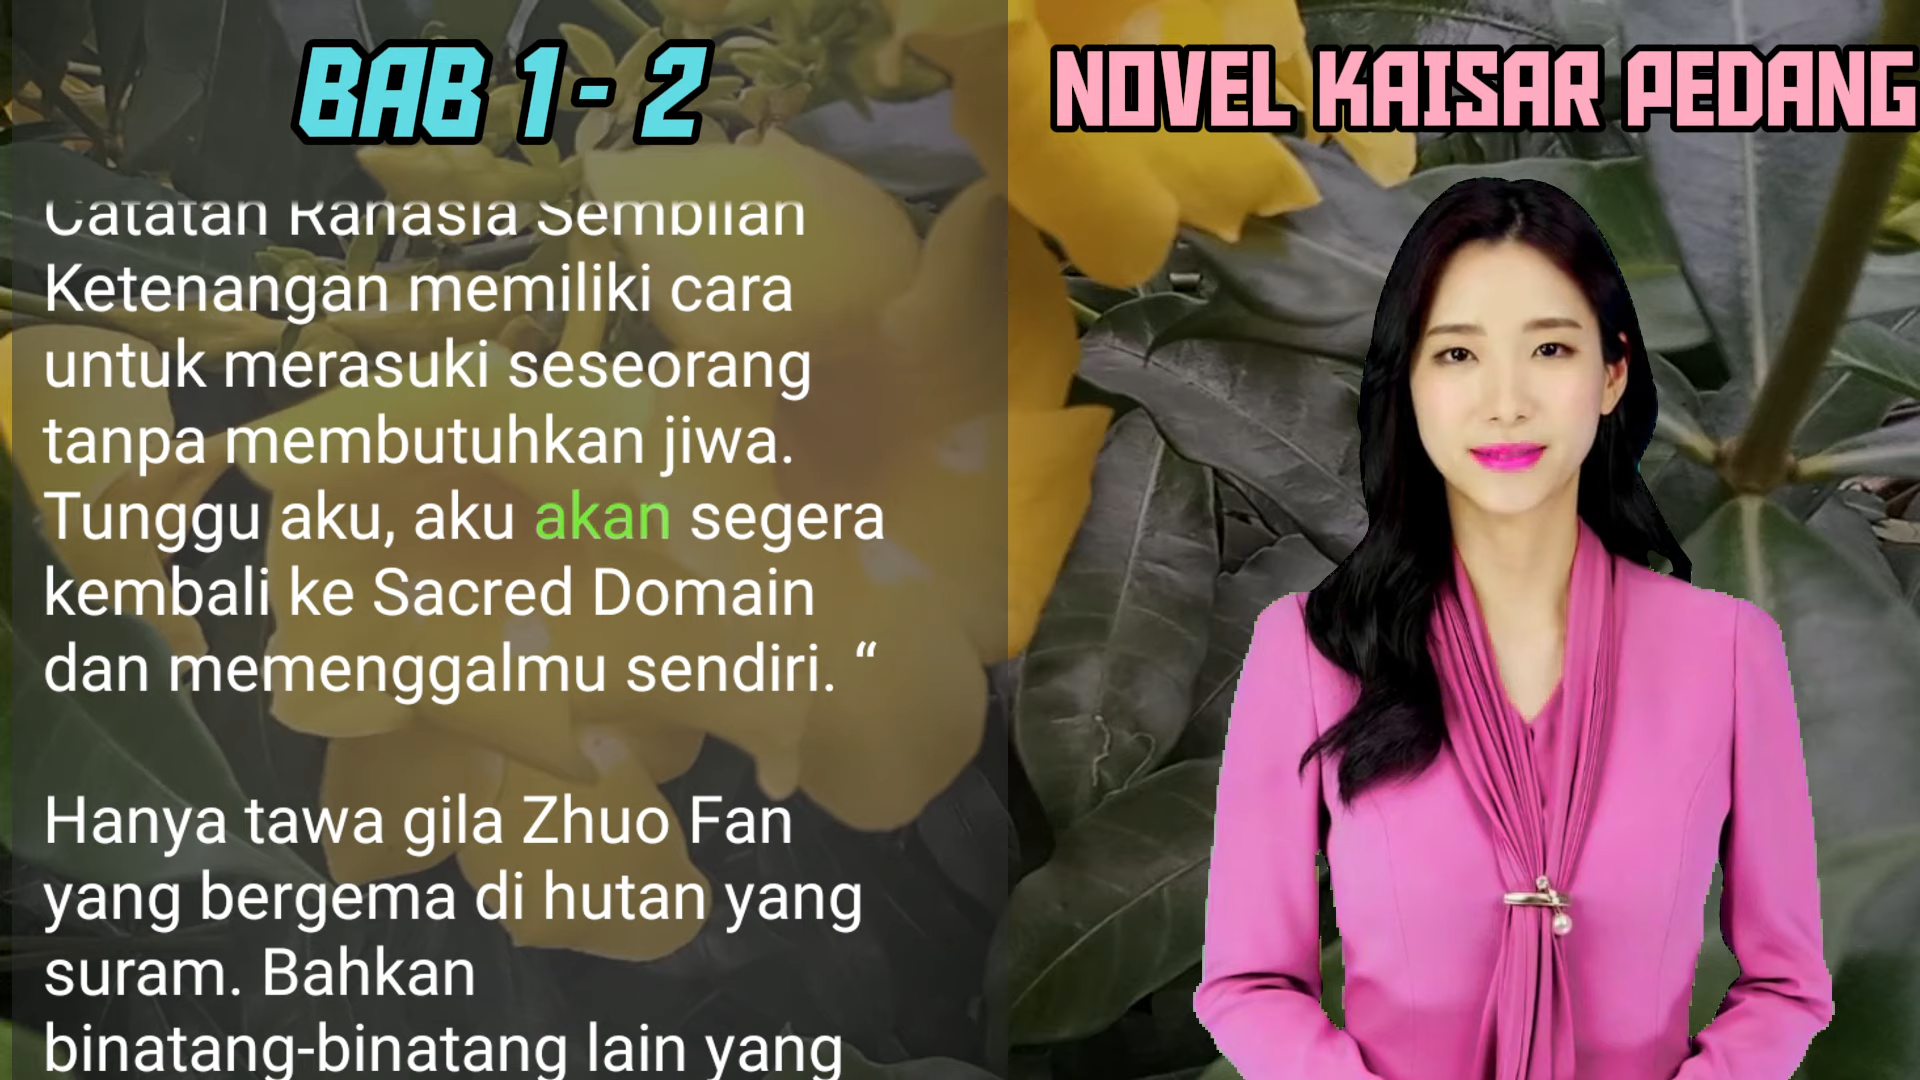 BAB 1 - 2
NOVEL KAISAR PEDANG
Catatan Rahasia Sembilan
Ketenangan memiliki cara
untuk merasuki seseorang
tanpa membutuhkan jiwa.
Tunggu aku, aku akan segera
kembali ke Sacred Domain
dan memenggalmu sendiri. “
Hanya tawa gila Zhuo Fan
yang bergema di hutan yang
suram. Bahkan
binatang-binatang lain yang